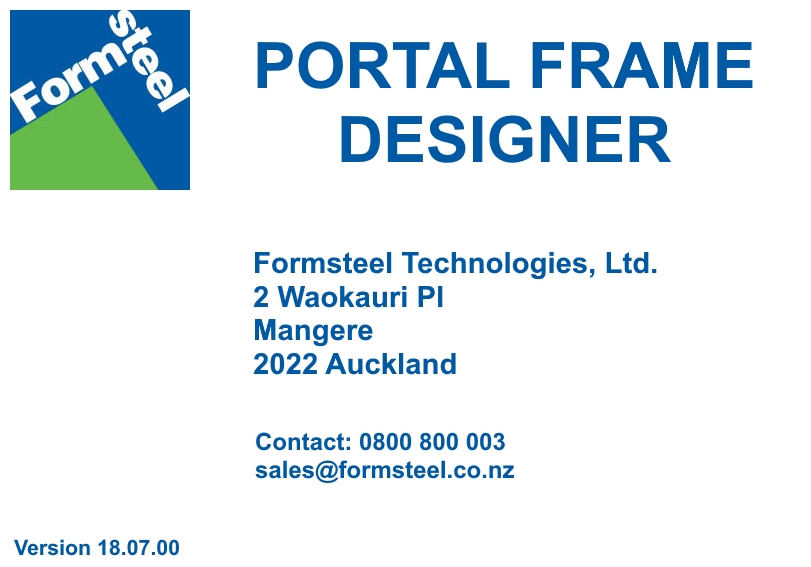 Formsteel
PORTAL FRAME
DESIGNER
Formsteel Technologies, Ltd.
2 Waokauri Pl
Mangere
2022 Auckland
Contact: 0800 800 003
sales@formsteel.co.nz
Version 18.07.00